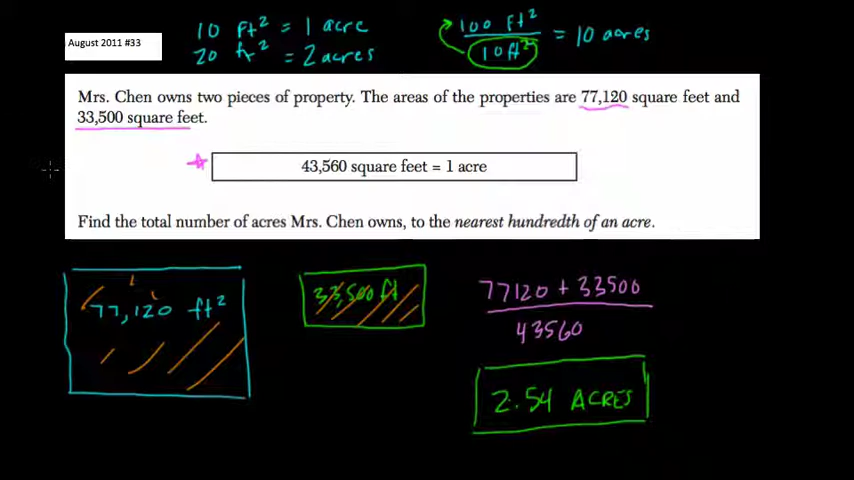 10 ft² = 1 acre
20 ft² = 2 acres
100 ft²
10 ft²
= 10 acres
August 2011 #33
Mrs. Chen owns two pieces of property. The areas of the properties are 77,120 square feet and
33,500 square feet.
43,560 square feet = 1 acre
Find the total number of acres Mrs. Chen owns, to the nearest hundredth of an acre.
77,120 ft²
33,500 ft
77120 + 33500
43560
2.54 ACRES